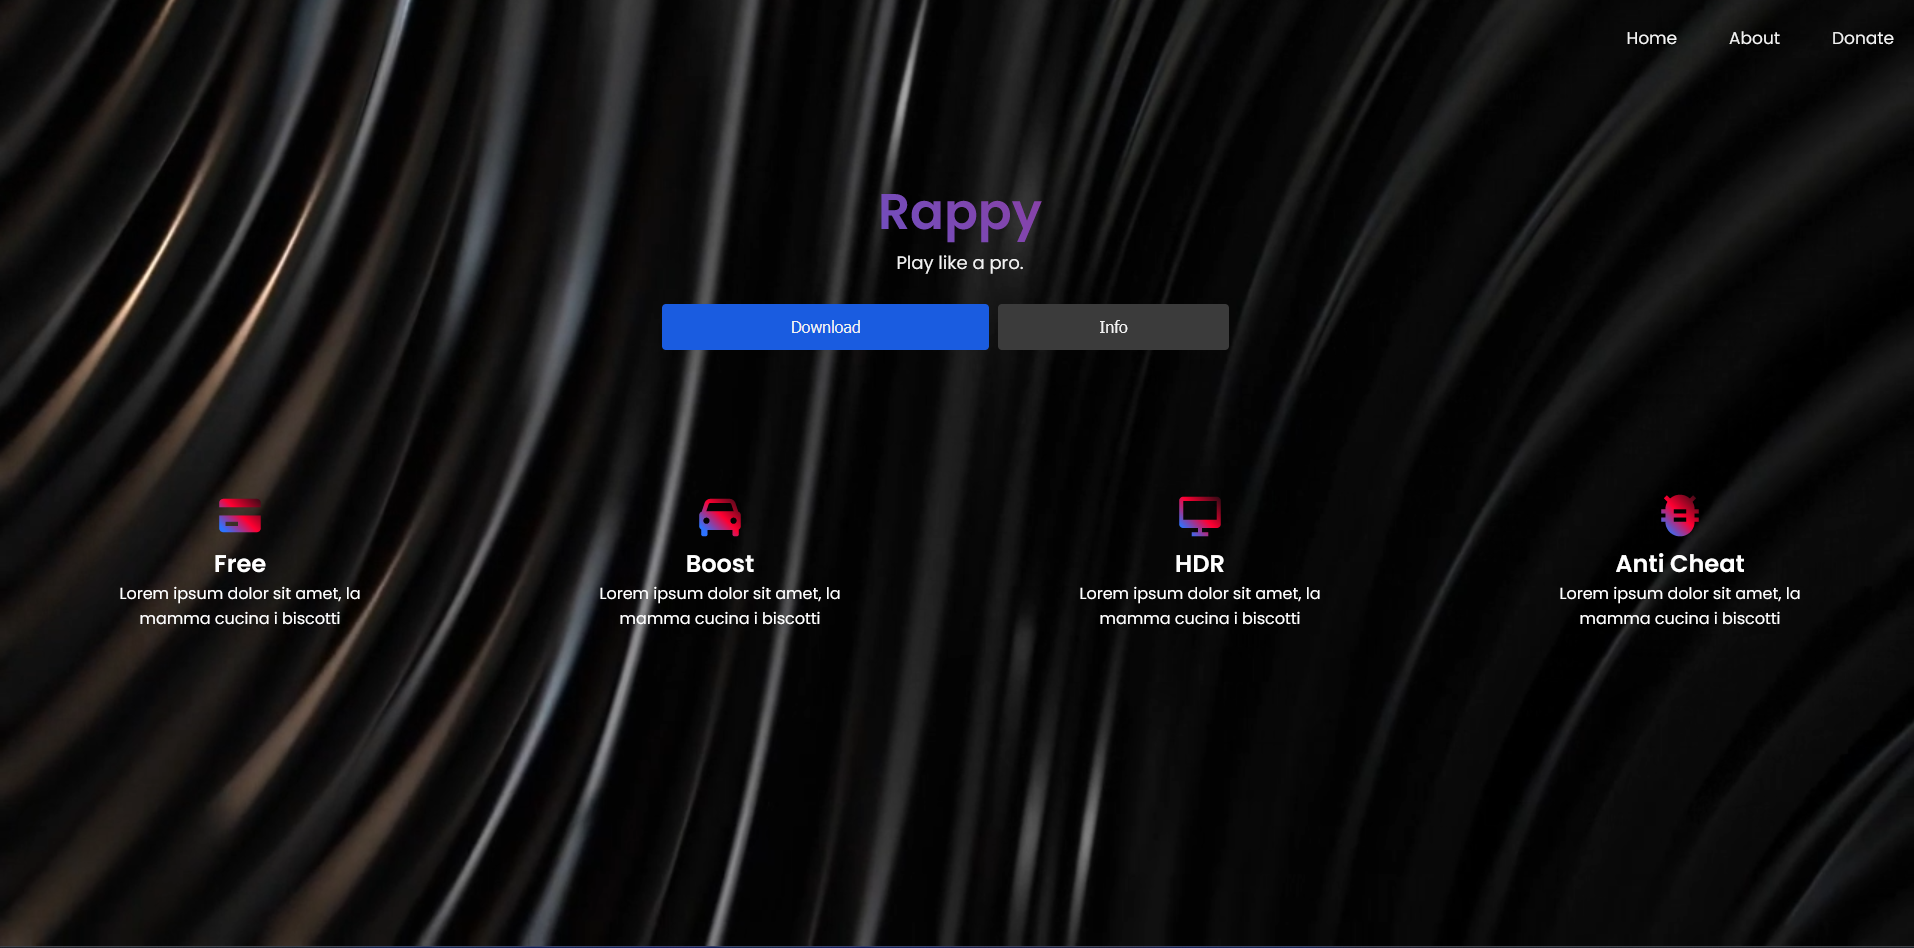 Home About Donate
Rappy
Play like a pro.
Download Info
Free
Lorem ipsum dolor sit amet, la
mamma cucina i biscotti
Boost
Lorem ipsum dolor sit amet, la
mamma cucina i biscotti
HDR
Lorem ipsum dolor sit amet, la
mamma cucina i biscotti
Anti Cheat
Lorem ipsum dolor sit amet, la
mamma cucina i biscotti